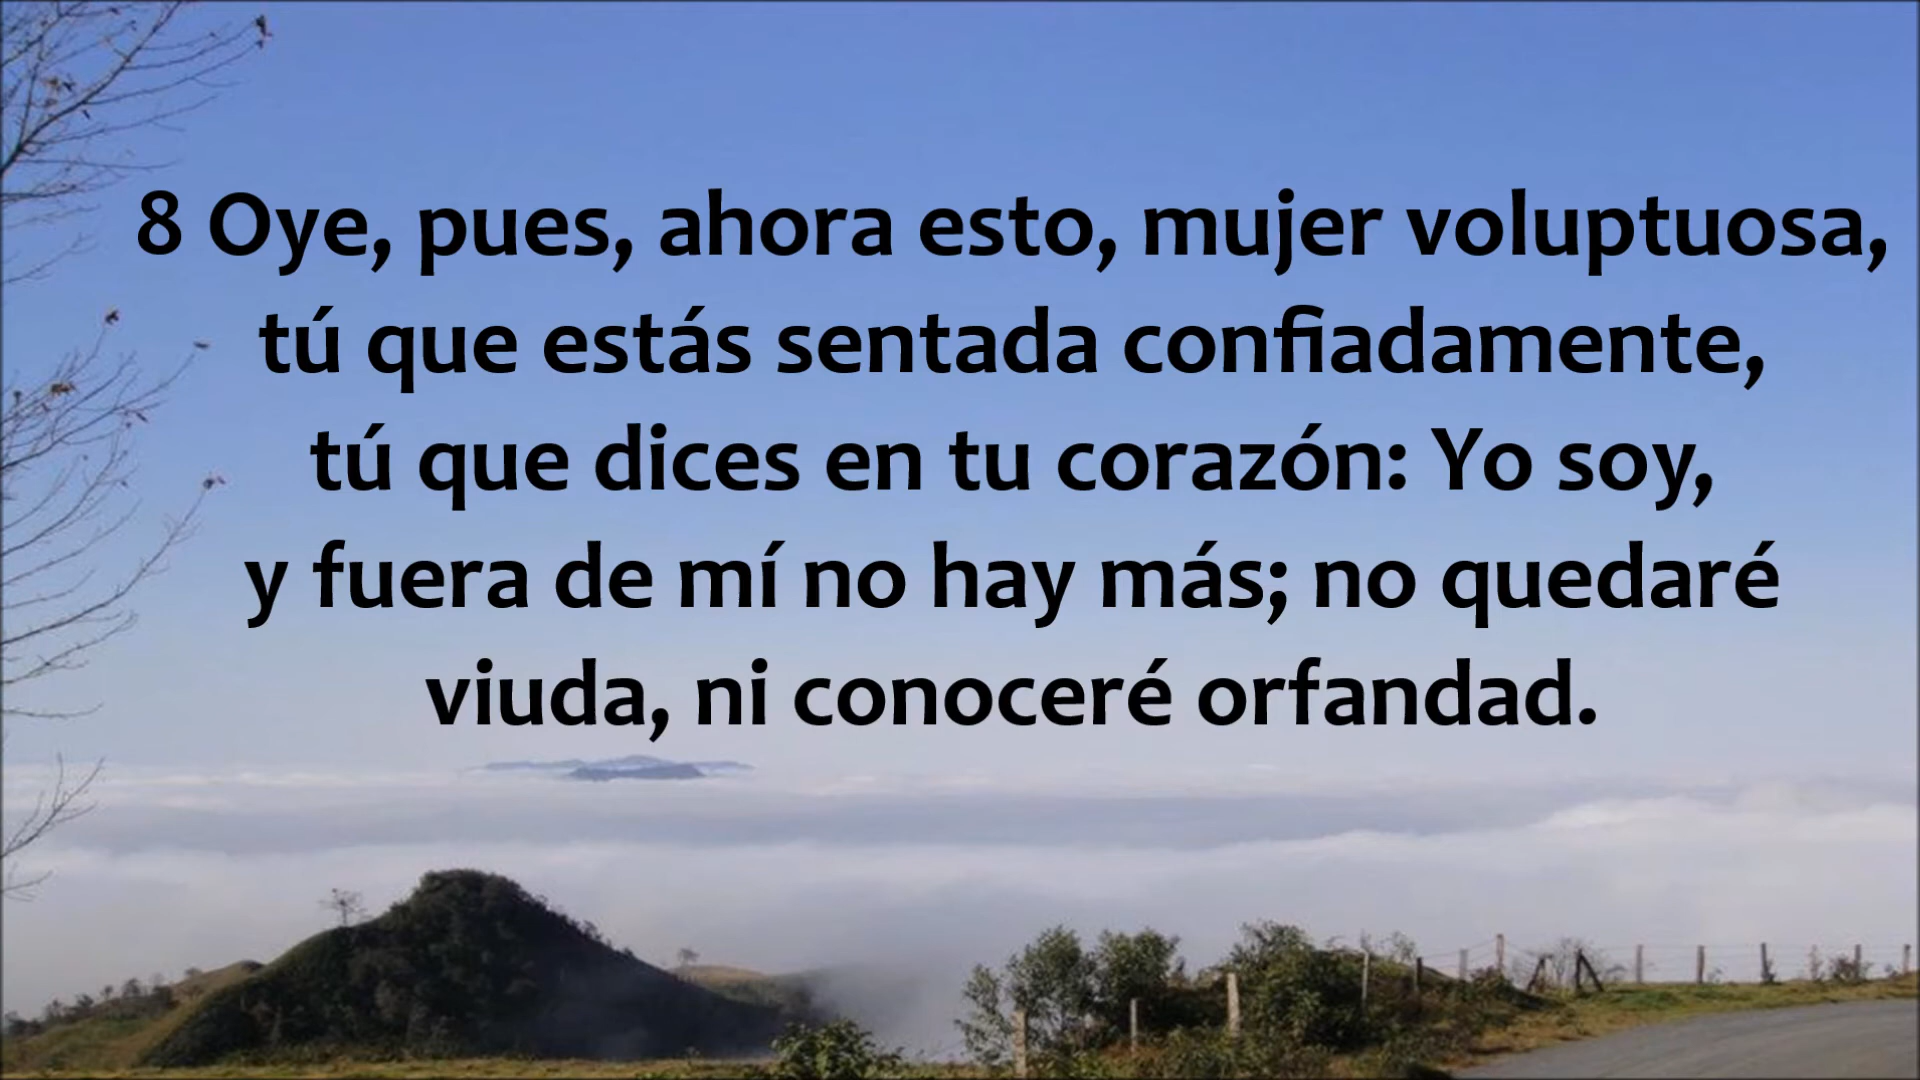 8 Oye, pues, ahora esto, mujer voluptuosa,
tú que estás sentada confiadamente,
tú que dices en tu corazón: Yo soy,
y fuera de mí no hay más; no quedaré
viuda, ni conoceré orfandad.